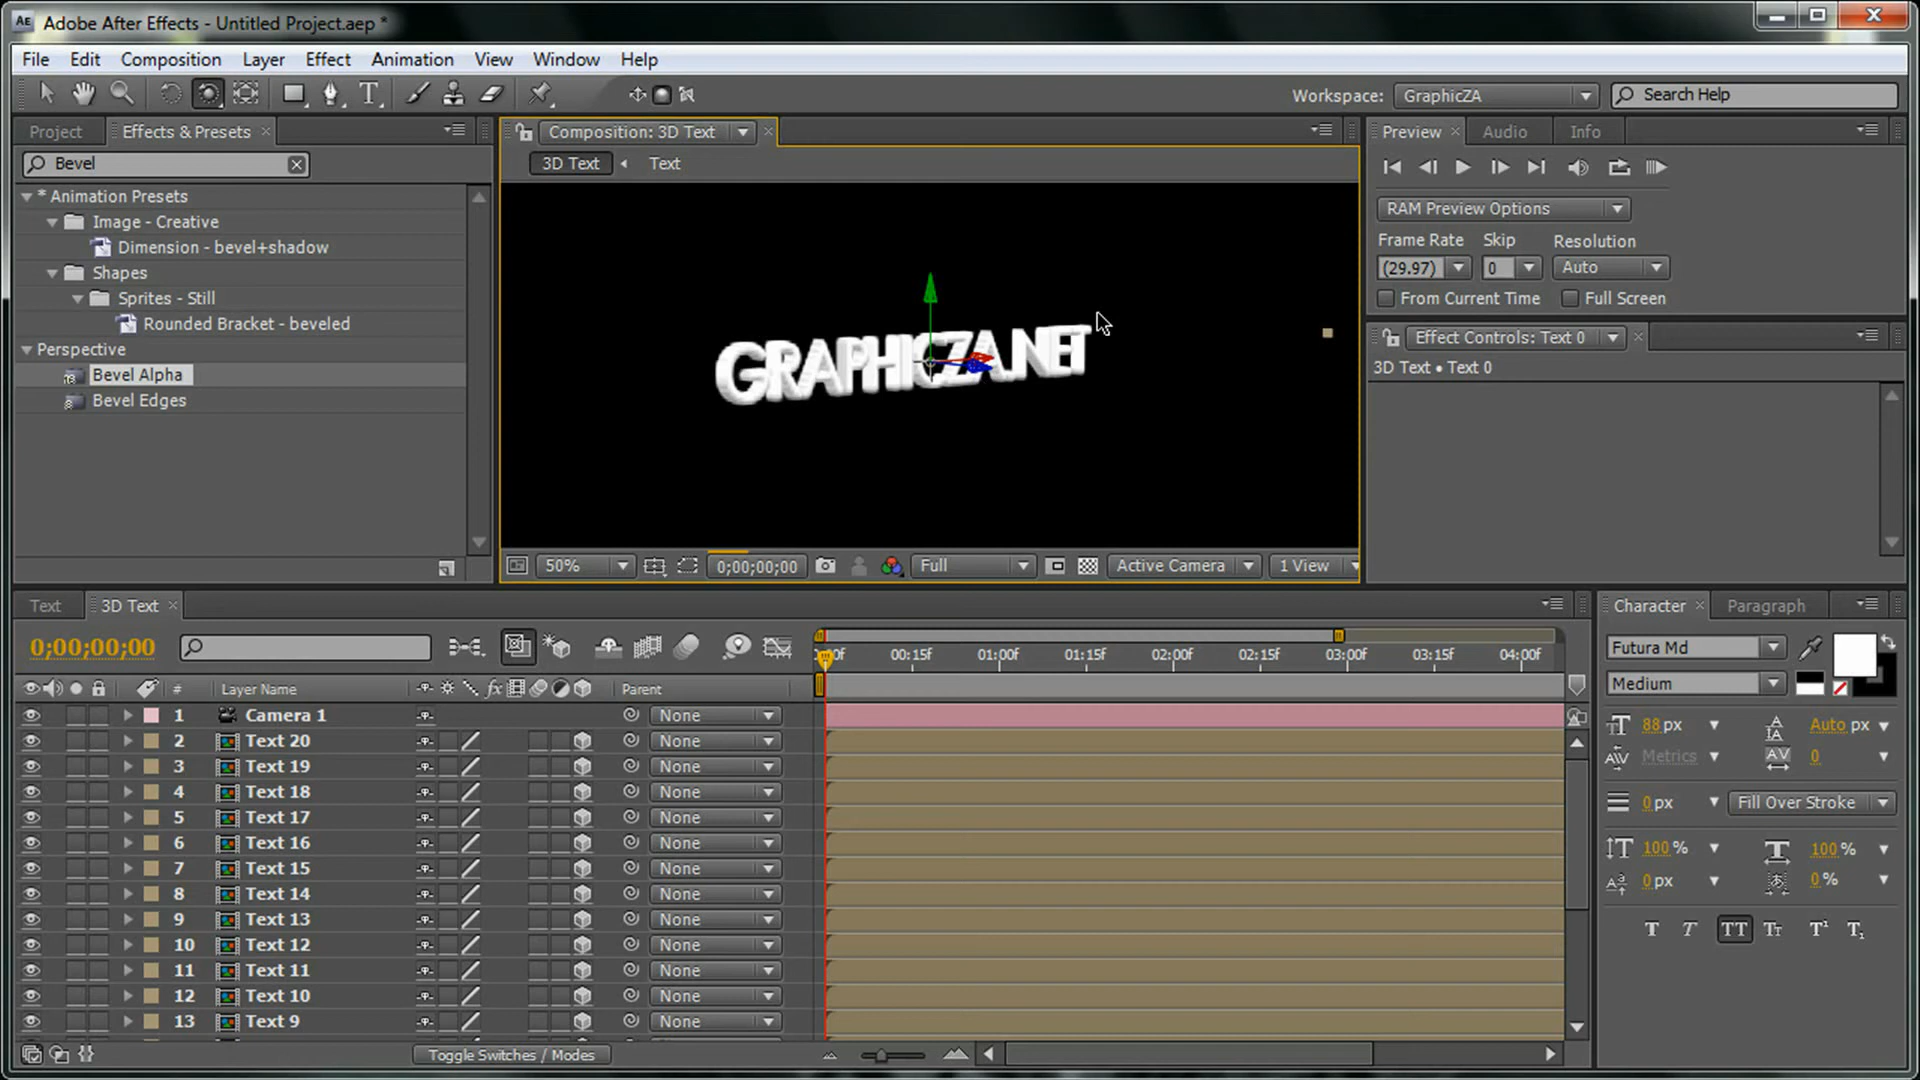 Adobe After Effects - Untitled Project.aep *
File Edit Composition Layer Effect Animation View Window Help
Workspace: GraphicZA Search Help
Project Effects & Presets Composition: 3D Text Preview Audio Info
Bevel
3D Text Text
* Animation Presets
Image - Creative
Dimension - bevel+shadow
Shapes
Sprites - Still
Rounded Bracket - beveled
Perspective
Bevel Alpha
Bevel Edges
GRAPHICZA.NET
50% 0;00;00;00 Full Active Camera 1 View
RAM Preview Options
Frame Rate Skip Resolution
(29.97) 0 Auto
From Current Time Full Screen
Effect Controls: Text 0
3D Text • Text 0
Text 3D Text
0;00;00;00
00:15f 01:00f 01:15f 02:00f 02:15f 03:00f 03:15f 04:00f
# Layer Name Parent
1 Camera 1 None
2 Text 20 None
3 Text 19 None
4 Text 18 None
5 Text 17 None
6 Text 16 None
7 Text 15 None
8 Text 14 None
9 Text 13 None
10 Text 12 None
11 Text 11 None
12 Text 10 None
13 Text 9 None
Toggle Switches / Modes
Character Paragraph
Futura Md
Medium
88 px Auto px
Metrics 0
0 px Fill Over Stroke
100 % 100 %
0 px 0 %
T T TT Tt T¹ T₁